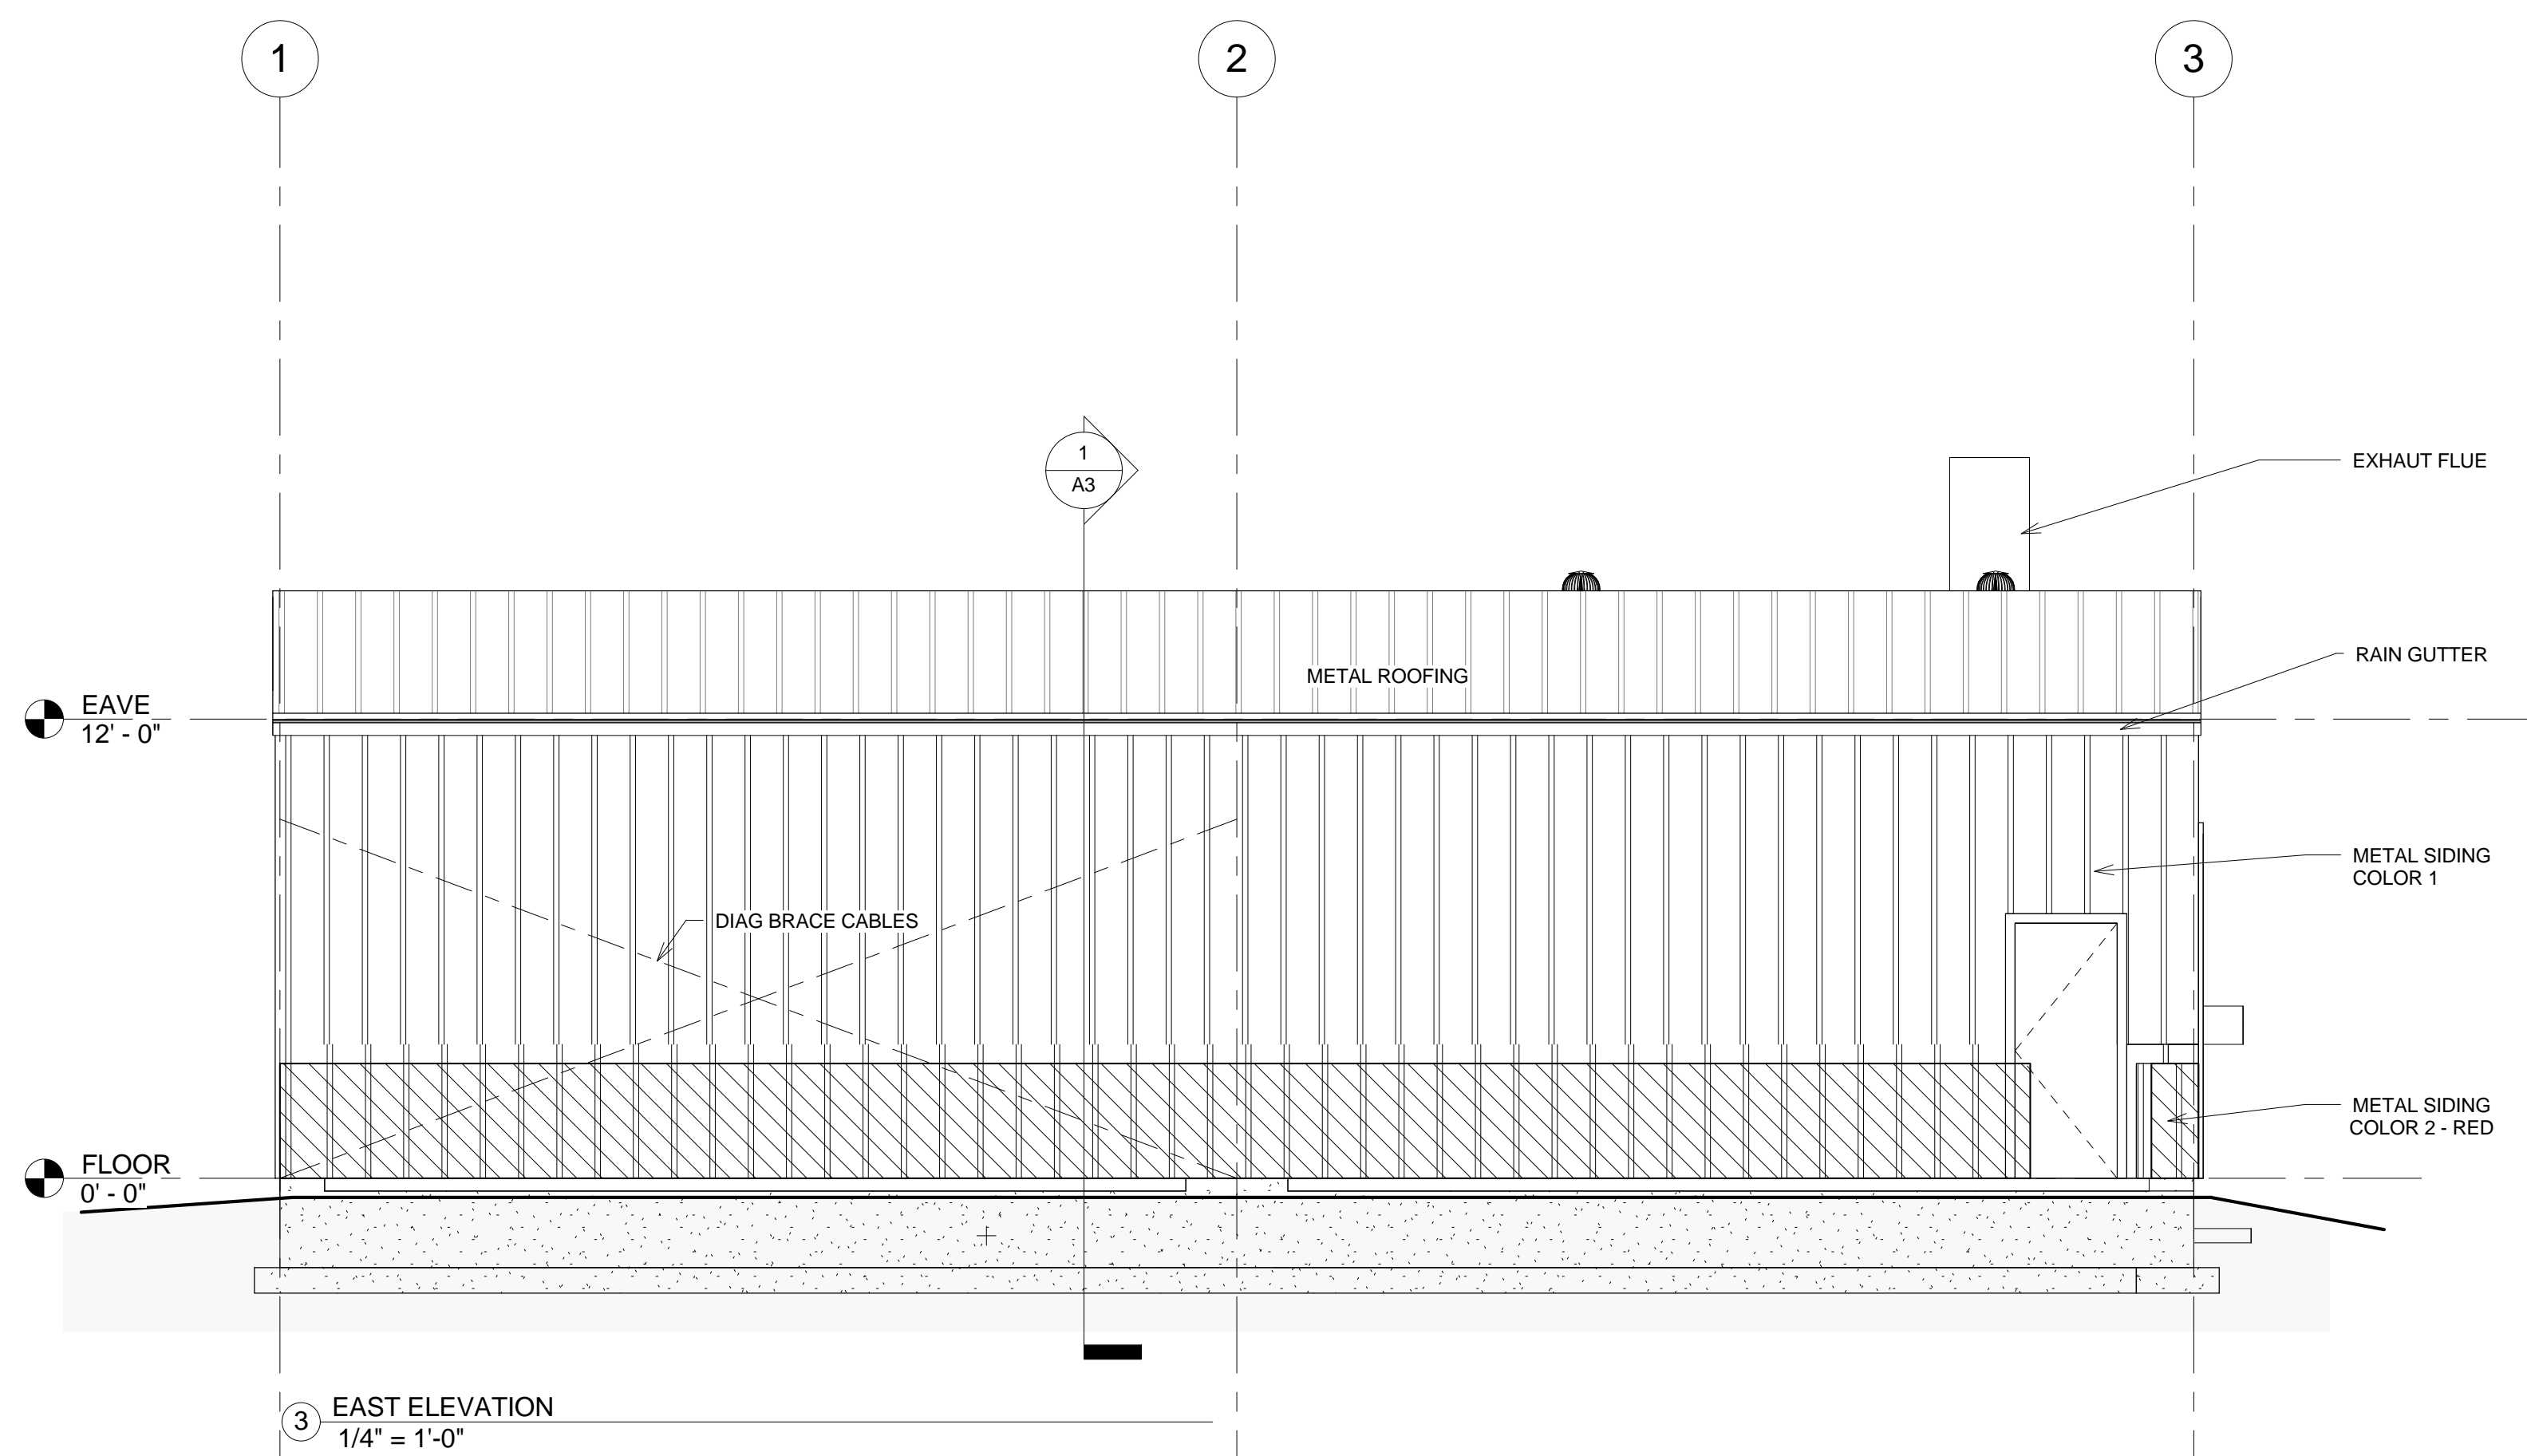 1
2
3
1
A3
EXHAUT FLUE
RAIN GUTTER
METAL ROOFING
EAVE
12' - 0"
METAL SIDING
COLOR 1
DIAG BRACE CABLES
METAL SIDING
COLOR 2 - RED
FLOOR
0' - 0"
3
EAST ELEVATION
1/4" = 1'-0"